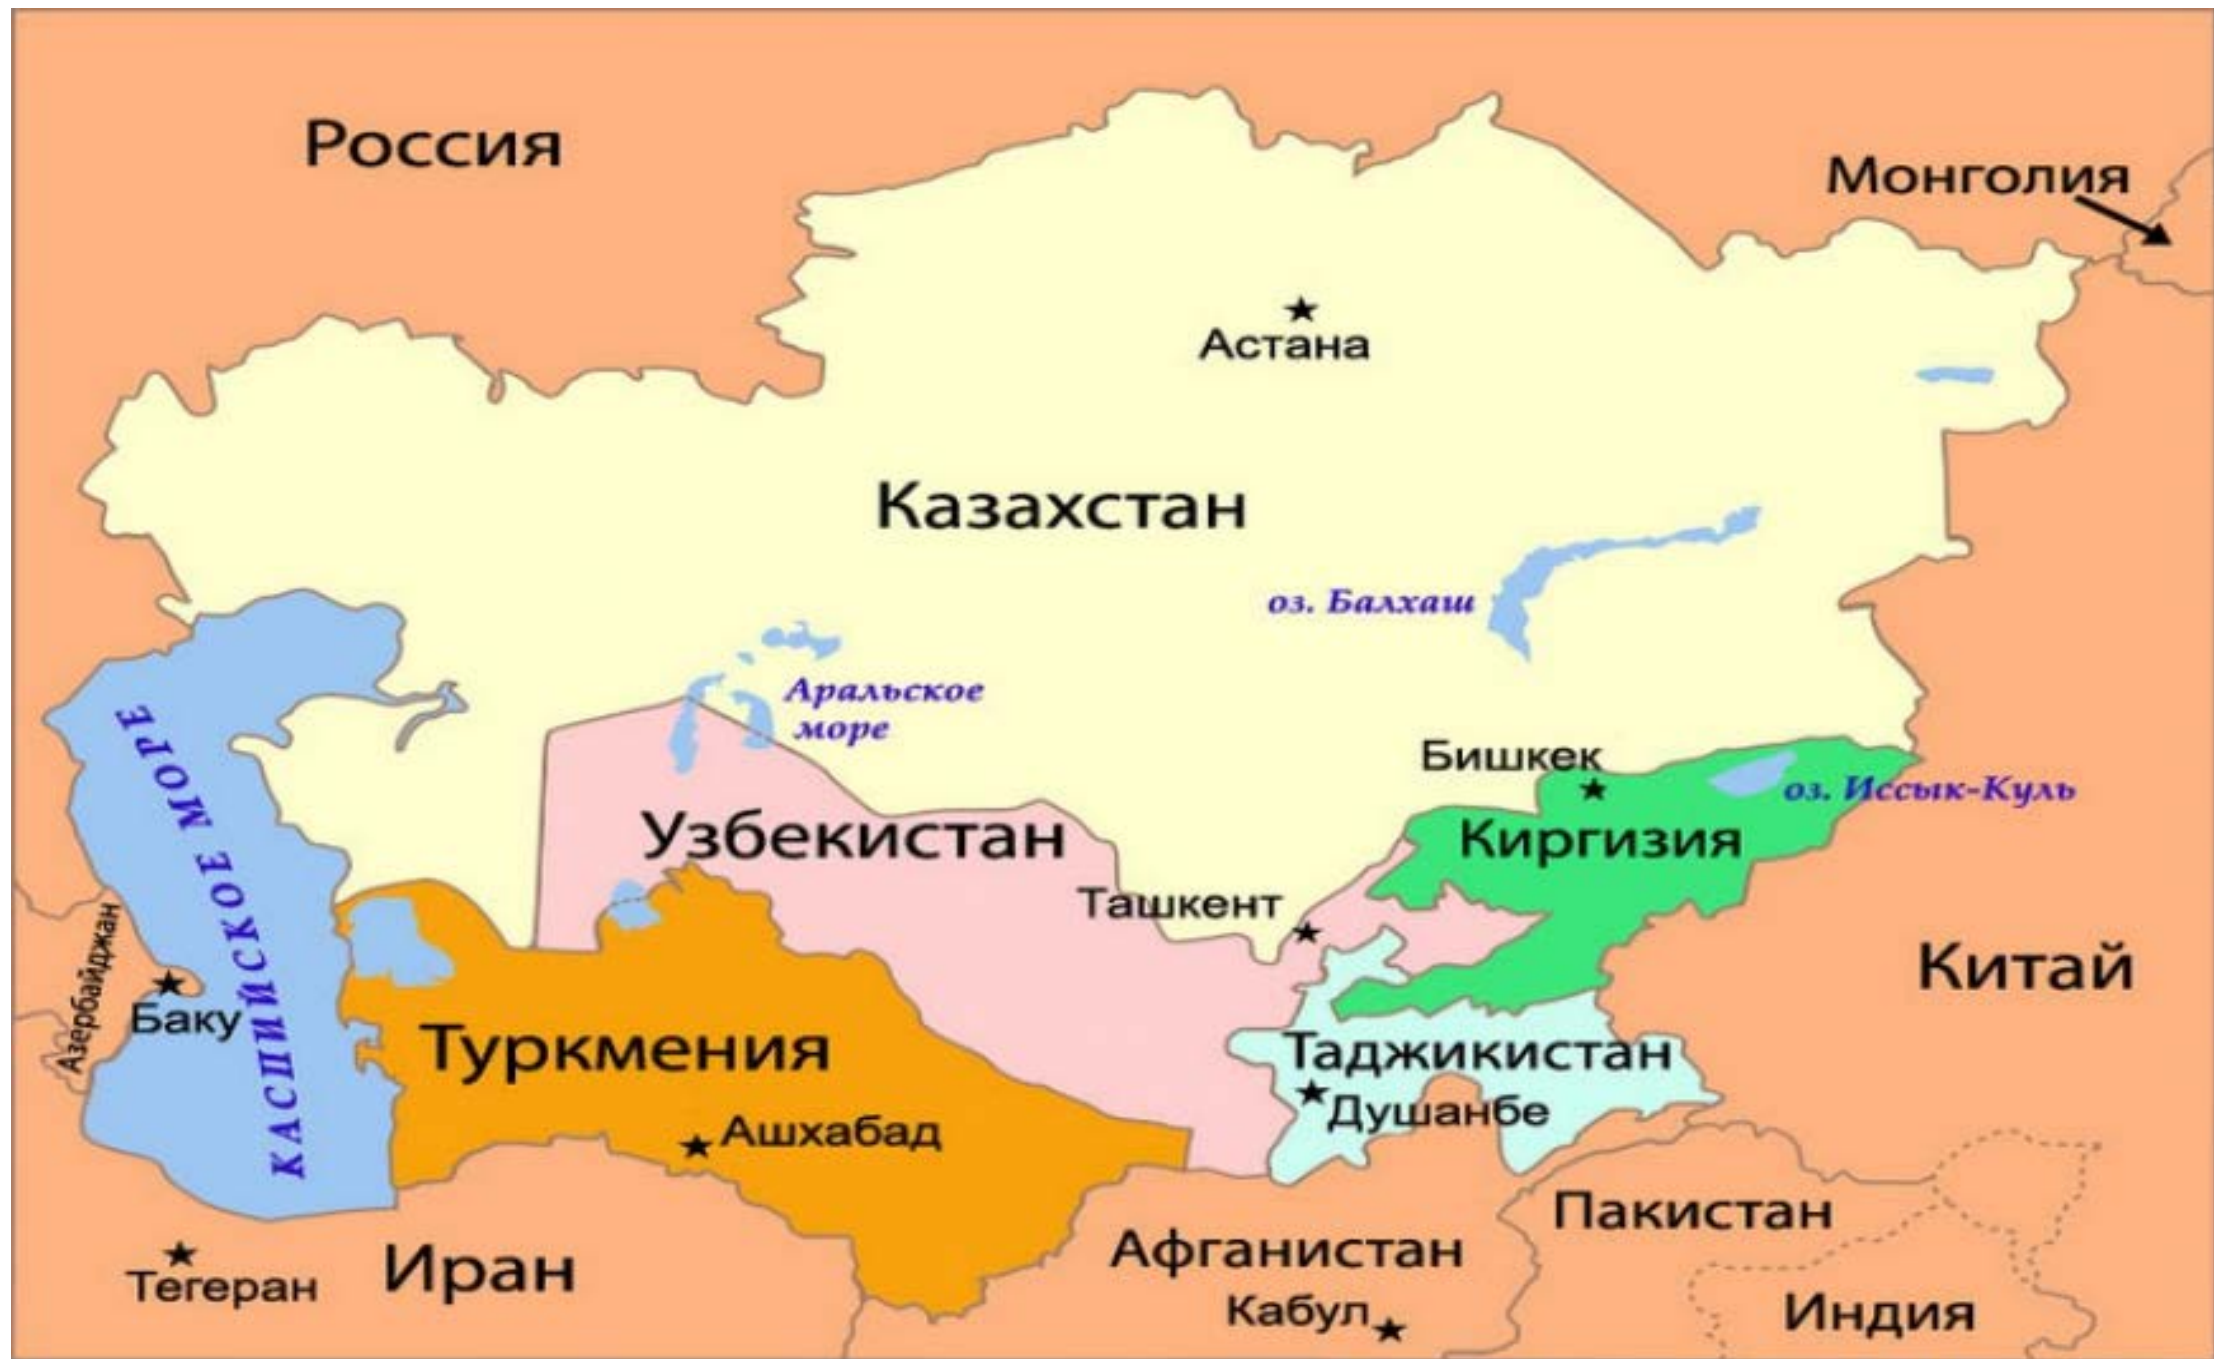 Россия
Монголия
Астана
Казахстан
оз. Балхаш
Аральское
море
КАСПИЙСКОЕ МОРЕ
Бишкек
оз. Иссык-Куль
Узбекистан
Киргизия
Ташкент
Китай
Азербайджан
Баку
Туркмения
Таджикистан
Душанбе
Ашхабад
Пакистан
Афганистан
Иран
Тегеран
Кабул
Индия